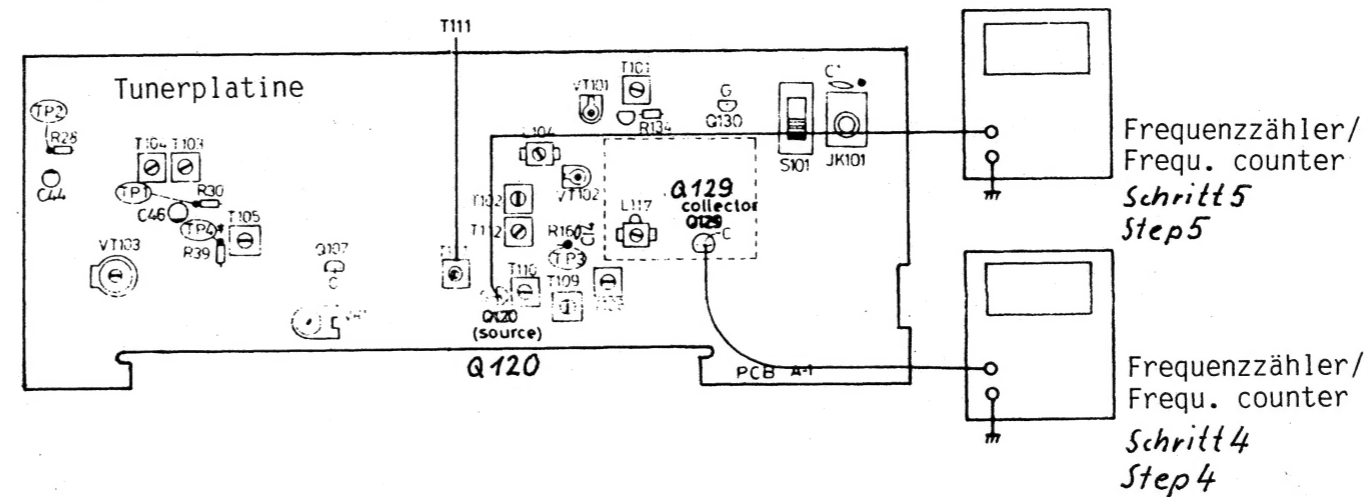 T111
Tunerplatine
TP2
R28
C44
T104 T103
TP1
R30
C46
TP4
T105
R39
VT103
Q107
C
VT101
T101
R134
G
Q130
C1
S101
JK101
L104
VT102
T102
T112
Q129
collector
Q129
C
L117
R160
C174
TP3
T110
T109
Q120
(source)
Q120
PCB A-1
Frequenzzähler/
Frequ. counter
Schritt 5
Step 5
Frequenzzähler/
Frequ. counter
Schritt 4
Step 4